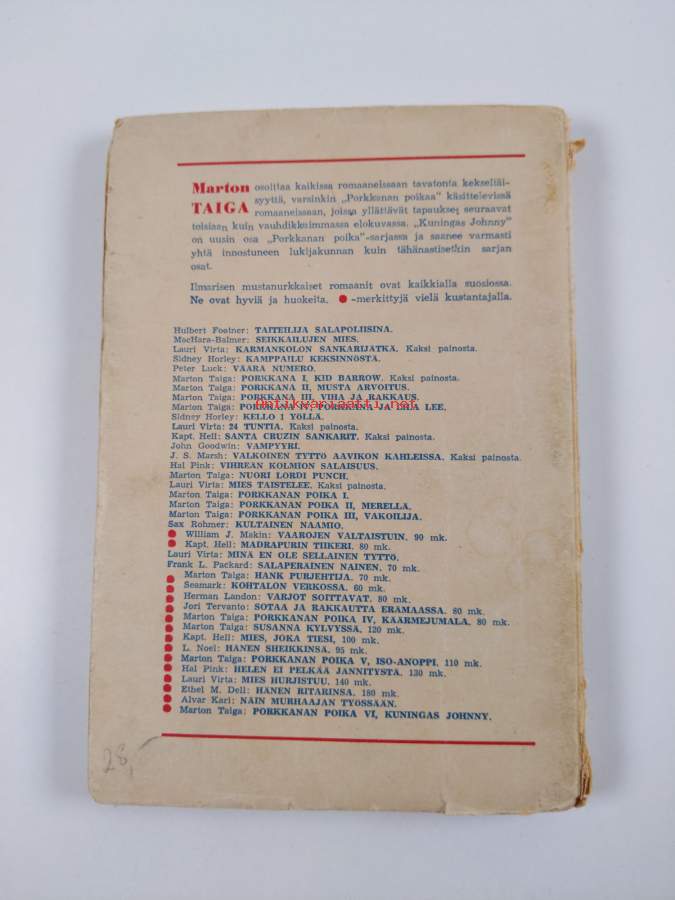 Marton osoittaa kaikissa romaaneissaan tavatonta kekseliäi-
TAIGA syyttä, varsinkin „Porkkanan poikaa" käsittelevissä
romaaneissaan, joissa yllättävät tapaukset seuraavat
toisiaan kuin vauhdikkaimmassa elokuvassa. „Kuningas Johnny"
on uusin osa „Porkkanan poika"-sarjassa ja saanee varmasti
yhtä innostuneen lukijakunnan kuin tähänastisetkin sarjan
osat.
Ilmarisen mustanurkkaiset romaanit ovat kaikkialla suosiossa.
Ne ovat hyviä ja huokeita. ● -merkittyjä vielä kustantajalla.
Hulbert Footner: TAITEILIJA SALAPOLIISINA.
MacHara-Balmer: SEIKKAILUJEN MIES.
Lauri Virta: KARMANKOLON SANKARIJATKÄ. Kaksi painosta.
Sidney Horley: KAMPPAILU KEKSINNÖSTÄ.
Peter Luck: VÄÄRÄ NUMERO.
Marton Taiga: PORKKANA I, KID BARROW. Kaksi painosta.
Marton Taiga: PORKKANA II, MUSTA ARVOITUS.
Marton Taiga: PORKKANA III, VIHA JA RAKKAUS.
Marton Taiga: PORKKANA IV, PORKKANA JA LEE.
Sidney Horley: KELLO 1 YÖLLÄ.
Lauri Virta: 24 TUNTIA. Kaksi painosta.
Kapt. Hell: SANTA CRUZIN SANKARIT. Kaksi painosta.
John Goodwin: VAMPYYRI.
J. S. Marsh: VALKOINEN TYTTÖ AAVIKON KAHLEISSA. Kaksi painosta.
Hal Pink: VIHREÄN KOLMION SALAISUUS.
Marton Taiga: NUORI LORDI PUNCH.
Lauri Virta: MIES TAISTELEE. Kaksi painosta.
Marton Taiga: PORKKANAN POIKA I.
Marton Taiga: PORKKANAN POIKA II, MERELLÄ.
Marton Taiga: PORKKANAN POIKA III, VAKOILIJA.
Sax Rohmer: KULTAINEN NAAMIO.
● William J. Makin: VAAROJEN VALTAISTUIN. 90 mk.
● Kapt. Hell: MADRAPURIN TIIKERI. 80 mk.
Lauri Virta: MINÄ EN OLE SELLAINEN TYTTÖ.
Frank L. Packard: SALAPERÄINEN NAINEN. 70 mk.
● Marton Taiga: HANK PURJEHTIJA. 70 mk.
● Seamark: KOHTALON VERKOSSA. 60 mk.
● Herman Landon: VARJOT SOITTAVAT. 80 mk.
● Jori Tervanto: SOTAA JA RAKKAUTTA ERÄMAASSA. 80 mk.
● Marton Taiga: PORKKANAN POIKA IV, KÄÄRMEJUMALA. 80 mk.
● Marton Taiga: SUSANNA KYLVYSSÄ. 120 mk.
● Kapt. Hell: MIES, JOKA TIESI. 100 mk.
● L. Noel: HÄNEN SHEIKKINSÄ. 95 mk.
● Marton Taiga: PORKKANAN POIKA V, ISO-ANOPPI. 110 mk.
● Hal Pink: HELEN EI PELKÄÄ JÄNNITYSTÄ. 130 mk.
● Lauri Virta: MIES HURJISTUU. 140 mk.
● Ethel M. Dell: HÄNEN RITARINSA. 180 mk.
● Alvar Kari: NÄIN MURHAAJAN TYÖSSÄÄN.
● Marton Taiga: PORKKANAN POIKA VI, KUNINGAS JOHNNY.
28,-
antikvariaatti.net